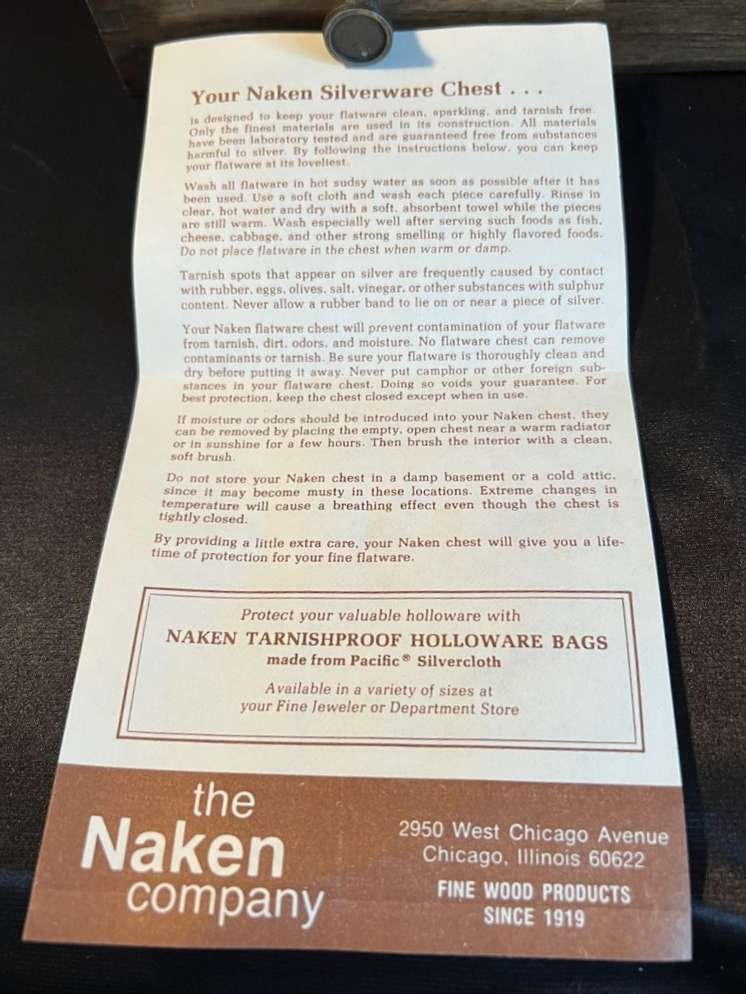 Your Naken Silverware Chest . . .
is designed to keep your flatware clean, sparkling, and tarnish free.
Only the finest materials are used in its construction. All materials
have been laboratory tested and are guaranteed free from substances
harmful to silver. By following the instructions below, you can keep
your flatware at its loveliest.
Wash all flatware in hot sudsy water as soon as possible after it has
been used. Use a soft cloth and wash each piece carefully. Rinse in
clear, hot water and dry with a soft, absorbent towel while the pieces
are still warm. Wash especially well after serving such foods as fish,
cheese, cabbage, and other strong smelling or highly flavored foods.
Do not place flatware in the chest when warm or damp.
Tarnish spots that appear on silver are frequently caused by contact
with rubber, eggs, olives, salt, vinegar, or other substances with sulphur
content. Never allow a rubber band to lie on or near a piece of silver.
Your Naken flatware chest will prevent contamination of your flatware
from tarnish, dirt, odors, and moisture. No flatware chest can remove
contaminants or tarnish. Be sure your flatware is thoroughly clean and
dry before putting it away. Never put camphor or other foreign sub-
stances in your flatware chest. Doing so voids your guarantee. For
best protection, keep the chest closed except when in use.
If moisture or odors should be introduced into your Naken chest, they
can be removed by placing the empty, open chest near a warm radiator
or in sunshine for a few hours. Then brush the interior with a clean,
soft brush.
Do not store your Naken chest in a damp basement or a cold attic,
since it may become musty in these locations. Extreme changes in
temperature will cause a breathing effect even though the chest is
tightly closed.
By providing a little extra care, your Naken chest will give you a life-
time of protection for your fine flatware.
Protect your valuable holloware with
NAKEN TARNISHPROOF HOLLOWARE BAGS
made from Pacific® Silvercloth
Available in a variety of sizes at
your Fine Jeweler or Department Store
the
Naken
company
2950 West Chicago Avenue
Chicago, Illinois 60622
FINE WOOD PRODUCTS
SINCE 1919